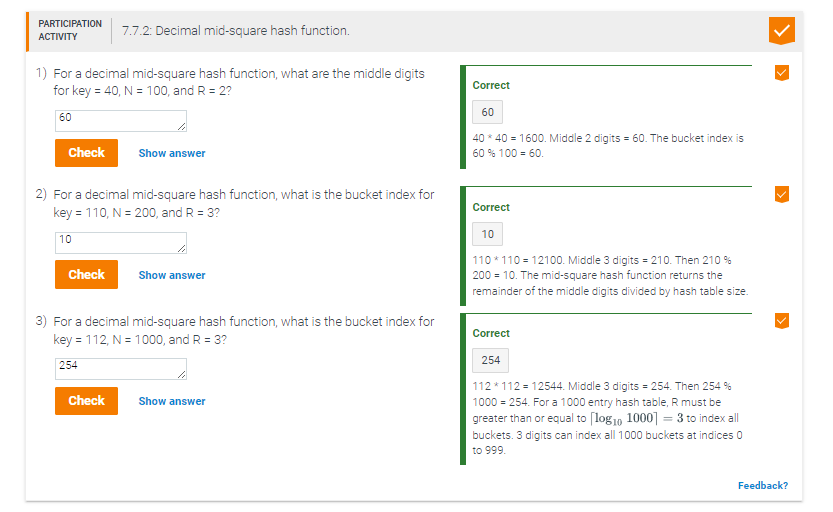 PARTICIPATION
ACTIVITY
7.7.2: Decimal mid-square hash function.
1) For a decimal mid-square hash function, what are the middle digits
for key = 40, N = 100, and R = 2?
60
Check
Show answer
Correct
60
40 * 40 = 1600. Middle 2 digits = 60. The bucket index is
60 % 100 = 60.
2) For a decimal mid-square hash function, what is the bucket index for
key = 110, N = 200, and R = 3?
10
Check
Show answer
Correct
10
110 * 110 = 12100. Middle 3 digits = 210. Then 210 %
200 = 10. The mid-square hash function returns the
remainder of the middle digits divided by hash table size.
3) For a decimal mid-square hash function, what is the bucket index for
key = 112, N = 1000, and R = 3?
254
Check
Show answer
Correct
254
112 * 112 = 12544. Middle 3 digits = 254. Then 254 %
1000 = 254. For a 1000 entry hash table, R must be
greater than or equal to ⌈log₁₀ 1000⌉ = 3 to index all
buckets. 3 digits can index all 1000 buckets at indices 0
to 999.
Feedback?